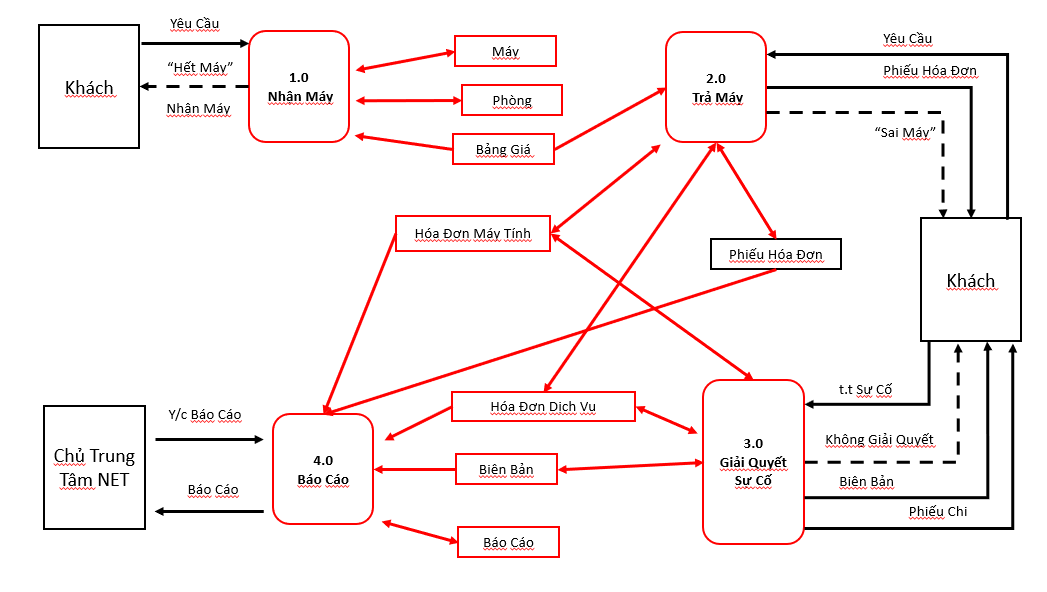 Yêu Cầu
Khách
“Hết Máy”
Nhận Máy
1.0
Nhận Máy
Máy
Phòng
Bảng Giá
2.0
Trả Máy
Yêu Cầu
Phiếu Hóa Đơn
“Sai Máy”
Hóa Đơn Máy Tính
Phiếu Hóa Đơn
Khách
t.t Sự Cố
Không Giải Quyết
Biên Bản
Phiếu Chi
Hóa Đơn Dịch Vu
3.0
Giải Quyết
Sự Cố
Y/c Báo Cáo
Chủ Trung
Tâm NET
Báo Cáo
4.0
Báo Cáo
Biên Bản
Báo Cáo